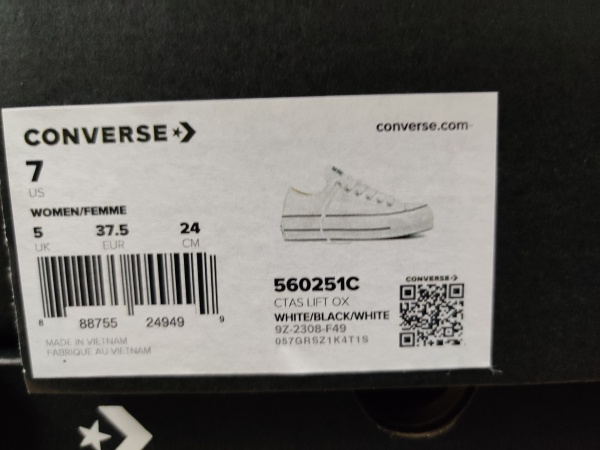 CONVERSE
converse.com
7
US
WOMEN/FEMME
5 37.5 24
UK EUR CM
560251C
CTAS LIFT OX
WHITE/BLACK/WHITE
9Z-2308-F49
057GRSZ1K4T1S
CONVERSE
8 88755 24949 9
MADE IN VIETNAM
FABRIQUE AU VIETNAM